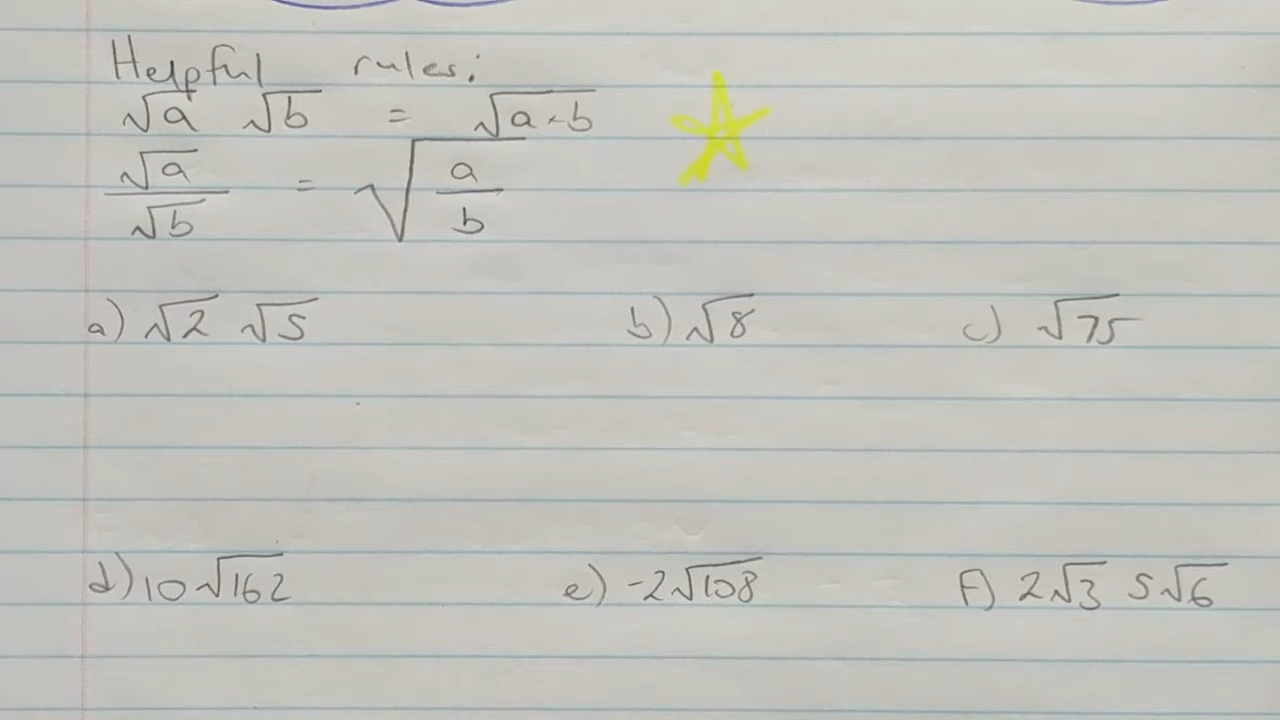 Helpful rules:
√a √b = √a×b
√a/√b = √a/b
a) √2 √5 b) √8 c) √75
d) 10√162 e) -2√108 F) 2√3 5√6